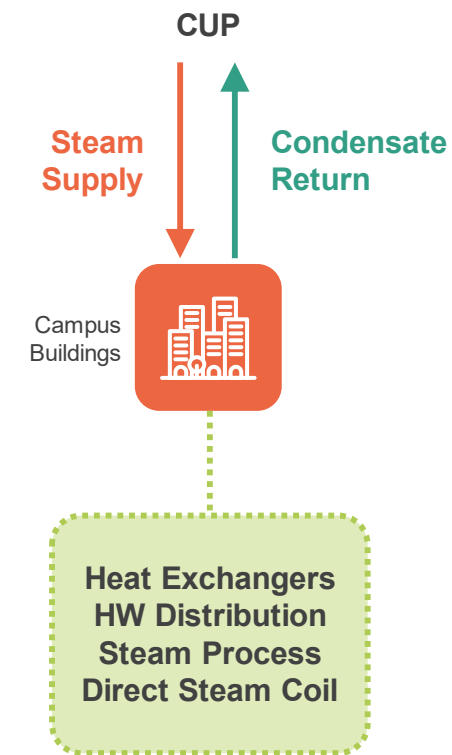 CUP
Steam
Supply
Condensate
Return
Campus
Buildings
Heat Exchangers
HW Distribution
Steam Process
Direct Steam Coil